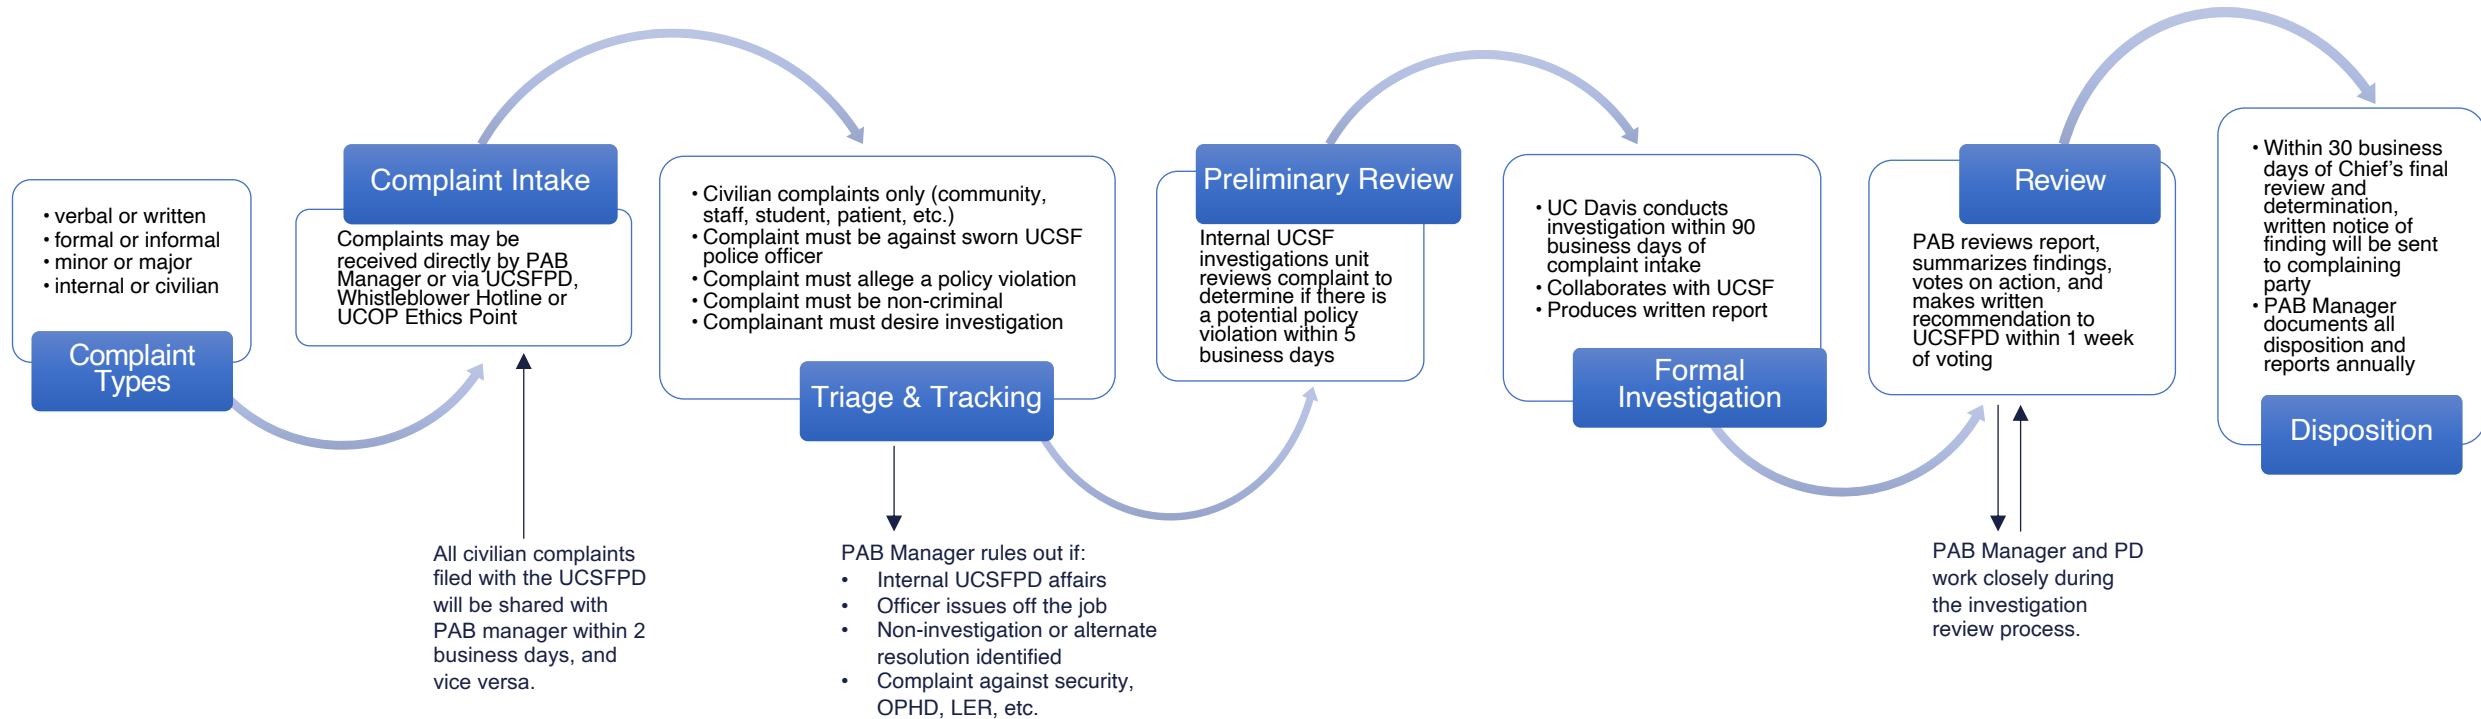 • verbal or written
• formal or informal
• minor or major
• internal or civilian
Complaint
Types
Complaint Intake
Complaints may be
received directly by PAB
Manager or via UCSFPD,
Whistleblower Hotline or
UCOP Ethics Point
All civilian complaints
filed with the UCSFPD
will be shared with
PAB manager within 2
business days, and
vice versa.
• Civilian complaints only (community,
staff, student, patient, etc.)
• Complaint must be against sworn UCSF
police officer
• Complaint must allege a policy violation
• Complaint must be non-criminal
• Complainant must desire investigation
Triage & Tracking
PAB Manager rules out if:
• Internal UCSFPD affairs
• Officer issues off the job
• Non-investigation or alternate
resolution identified
• Complaint against security,
OPHD, LER, etc.
Preliminary Review
Internal UCSF
investigations unit
reviews complaint to
determine if there is
a potential policy
violation within 5
business days
• UC Davis conducts
investigation within 90
business days of
complaint intake
• Collaborates with UCSF
• Produces written report
Formal
Investigation
Review
PAB reviews report,
summarizes findings,
votes on action, and
makes written
recommendation to
UCSFPD within 1 week
of voting
PAB Manager and PD
work closely during
the investigation
review process.
• Within 30 business
days of Chief's final
review and
determination,
written notice of
finding will be sent
to complaining
party
• PAB Manager
documents all
disposition and
reports annually
Disposition